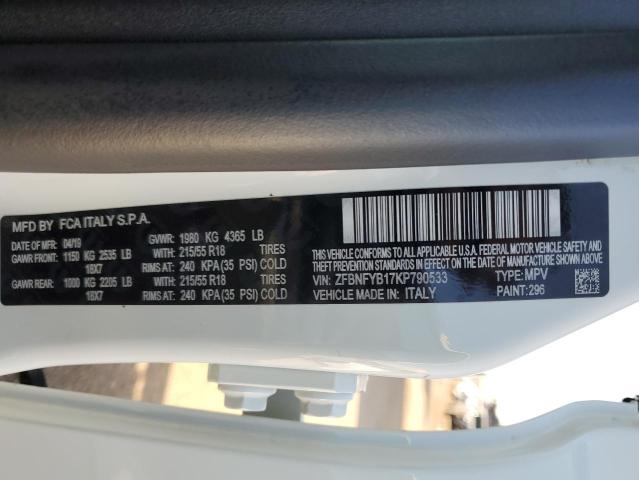 MFD BY FCA ITALY S.P.A.
DATE OF MFR: 04/19 GVWR: 1980 KG 4365 LB
GAWR FRONT: 1150 KG 2535 LB WITH: 215/55 R18 TIRES
18X7 RIMS AT: 240 KPA(35 PSI) COLD
GAWR REAR: 1000 KG 2205 LB WITH: 215/55 R18 TIRES
18X7 RIMS AT: 240 KPA(35 PSI) COLD
THIS VEHICLE CONFORMS TO ALL APPLICABLE U.S.A. FEDERAL MOTOR VEHICLE SAFETY AND
THEFT PREVENTION STANDARDS IN EFFECT ON THE DATE OF MANUFACTURE SHOWN ABOVE
VIN: ZFBNFYB17KP790533 TYPE: MPV
VEHICLE MADE IN: ITALY PAINT: 296